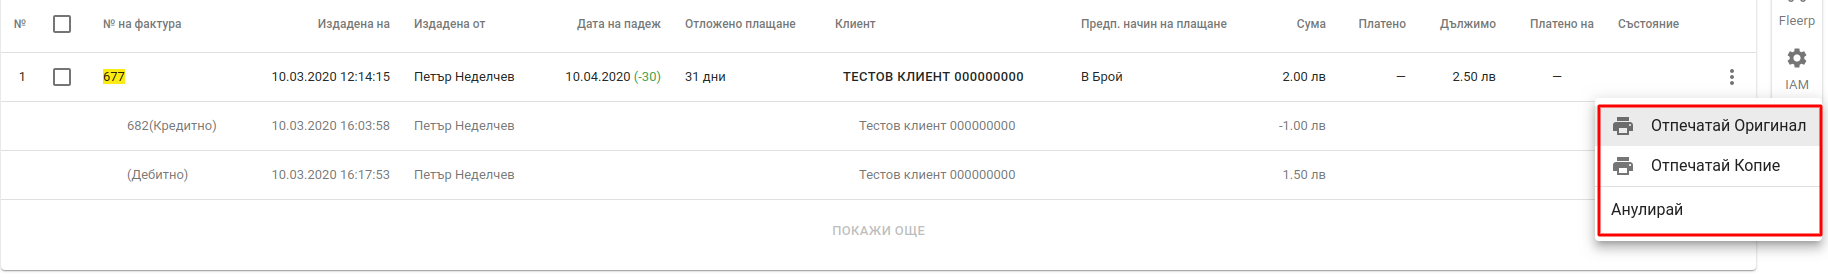 № № на фактура Издадена на Издадена от Дата на падеж Отложено плащане Клиент Предп. начин на плащане Сума Платено Дължимо Платено на Състояние
Fleerp
1 677 10.03.2020 12:14:15 Петър Неделчев 10.04.2020 (-30) 31 дни ТЕСТОВ КЛИЕНТ 000000000 В Брой 2.00 лв — 2.50 лв —
IAM
682(Кредитно) 10.03.2020 16:03:58 Петър Неделчев Тестов клиент 000000000 -1.00 лв
Отпечатай Оригинал
Отпечатай Копие
(Дебитно) 10.03.2020 16:17:53 Петър Неделчев Тестов клиент 000000000 1.50 лв
Анулирай
ПОКАЖИ ОЩЕ